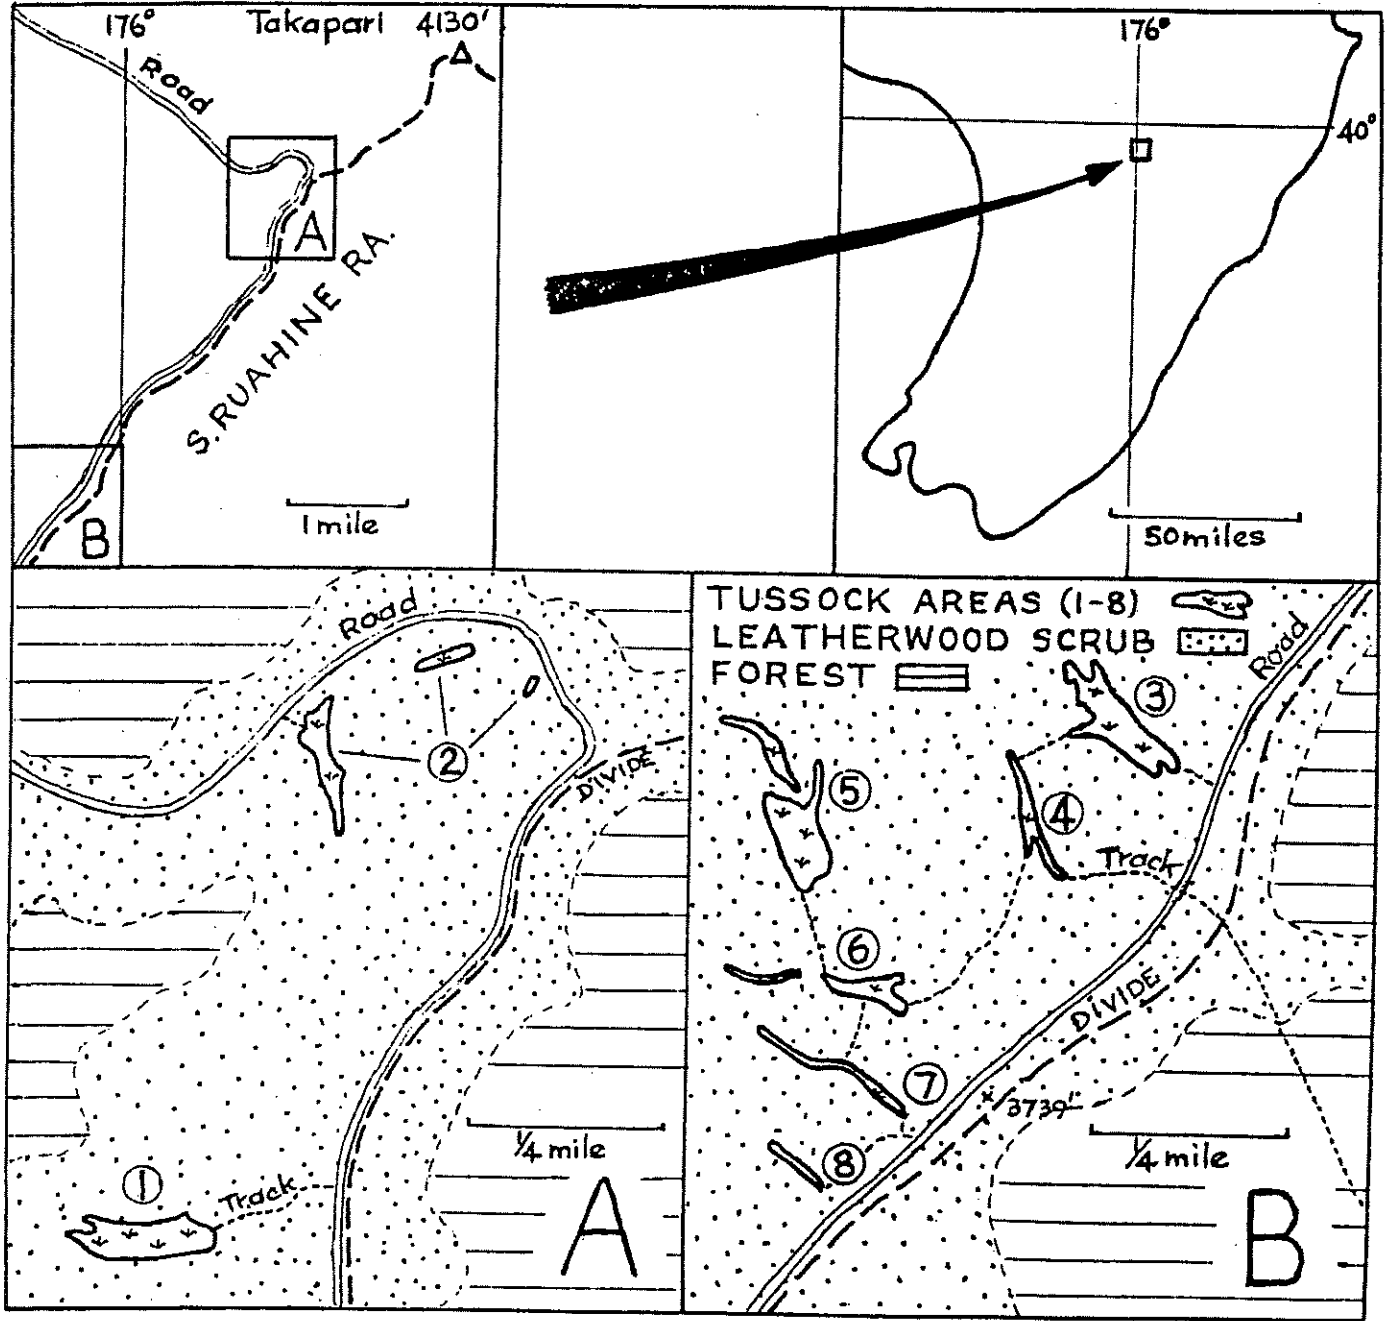 176° Takapari 4130'
Road
A
S. RUAHINE RA.
1 mile
B
176°
40°
50 miles
Road
②
DIVIDE
¼ mile
①
Track
A
TUSSOCK AREAS (1-8)
LEATHERWOOD SCRUB
FOREST
Road
③
⑤
④
Track
⑥
DIVIDE
⑦
3739"
¼ mile
⑧
B